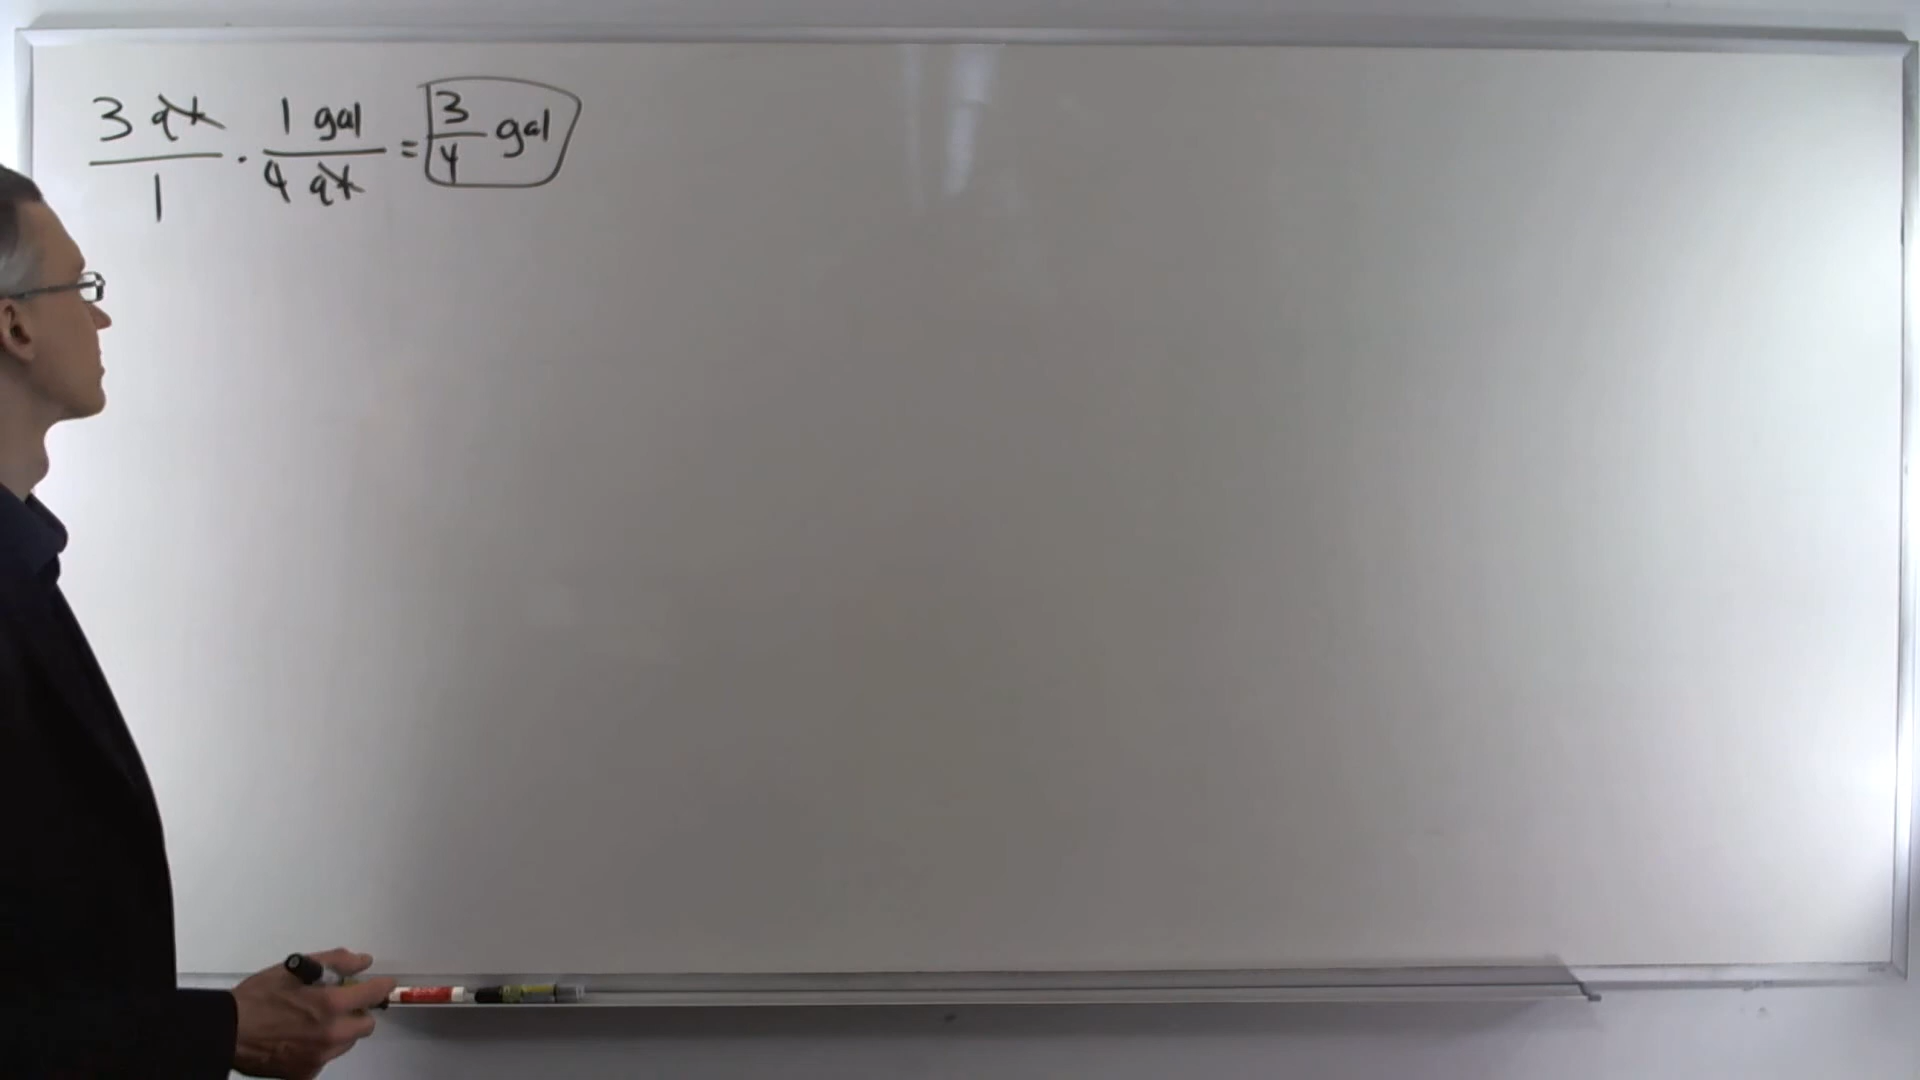 3 qt / 1 · 1 gal / 4 qt = 3/4 gal